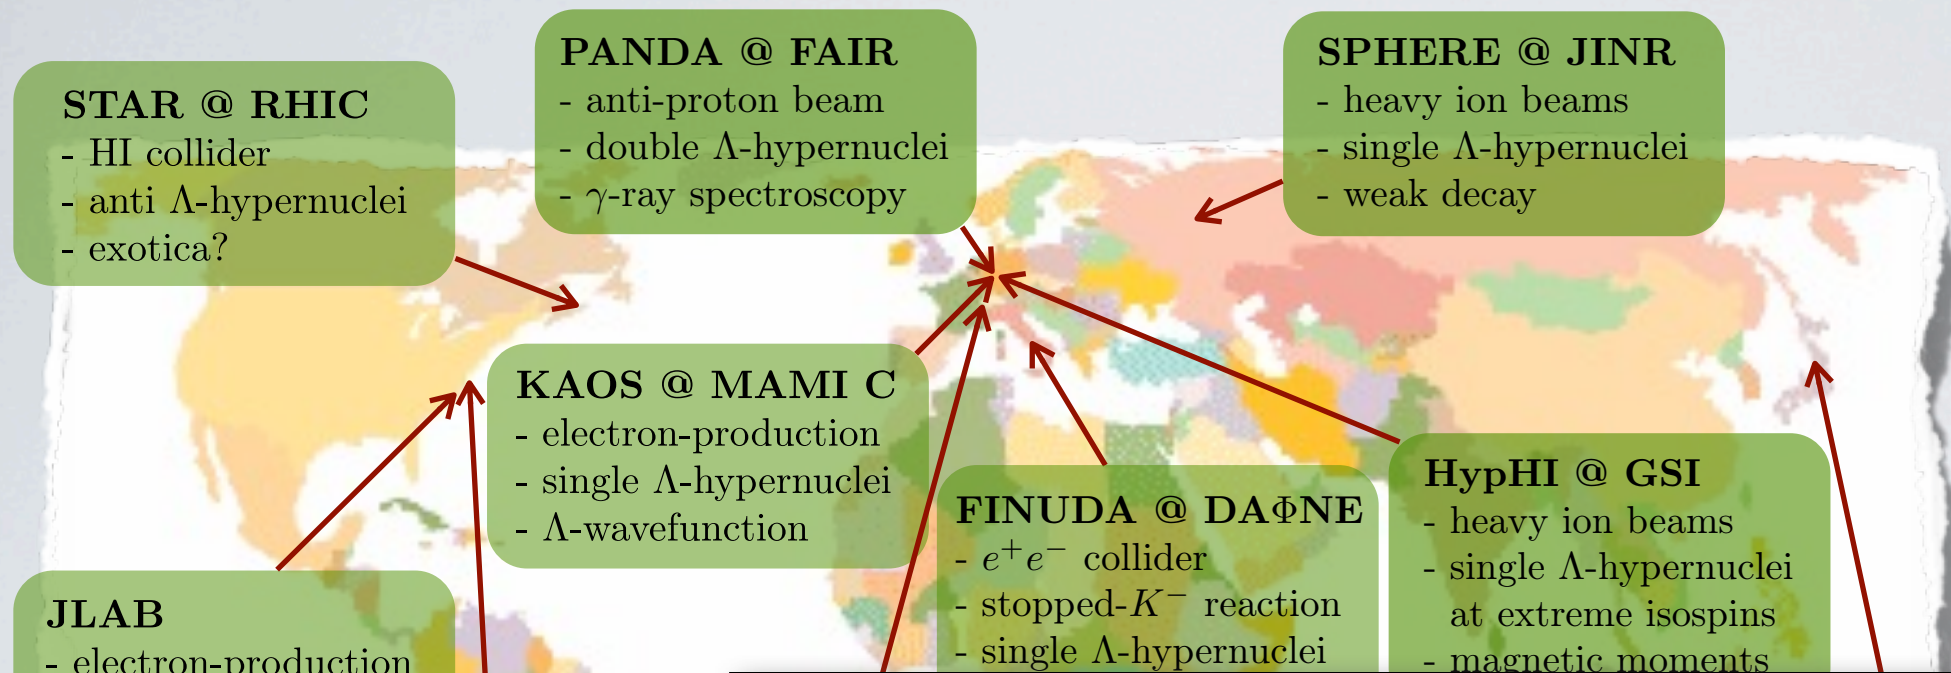 STAR @ RHIC
- HI collider
- anti Λ-hypernuclei
- exotica?
PANDA @ FAIR
- anti-proton beam
- double Λ-hypernuclei
- γ-ray spectroscopy
SPHERE @ JINR
- heavy ion beams
- single Λ-hypernuclei
- weak decay
KAOS @ MAMI C
- electron-production
- single Λ-hypernuclei
- Λ-wavefunction
FINUDA @ DAΦNE
- e⁺e⁻ collider
- stopped-K⁻ reaction
- single Λ-hypernuclei
HypHI @ GSI
- heavy ion beams
- single Λ-hypernuclei
at extreme isospins
- magnetic moments
JLAB
- electron-production